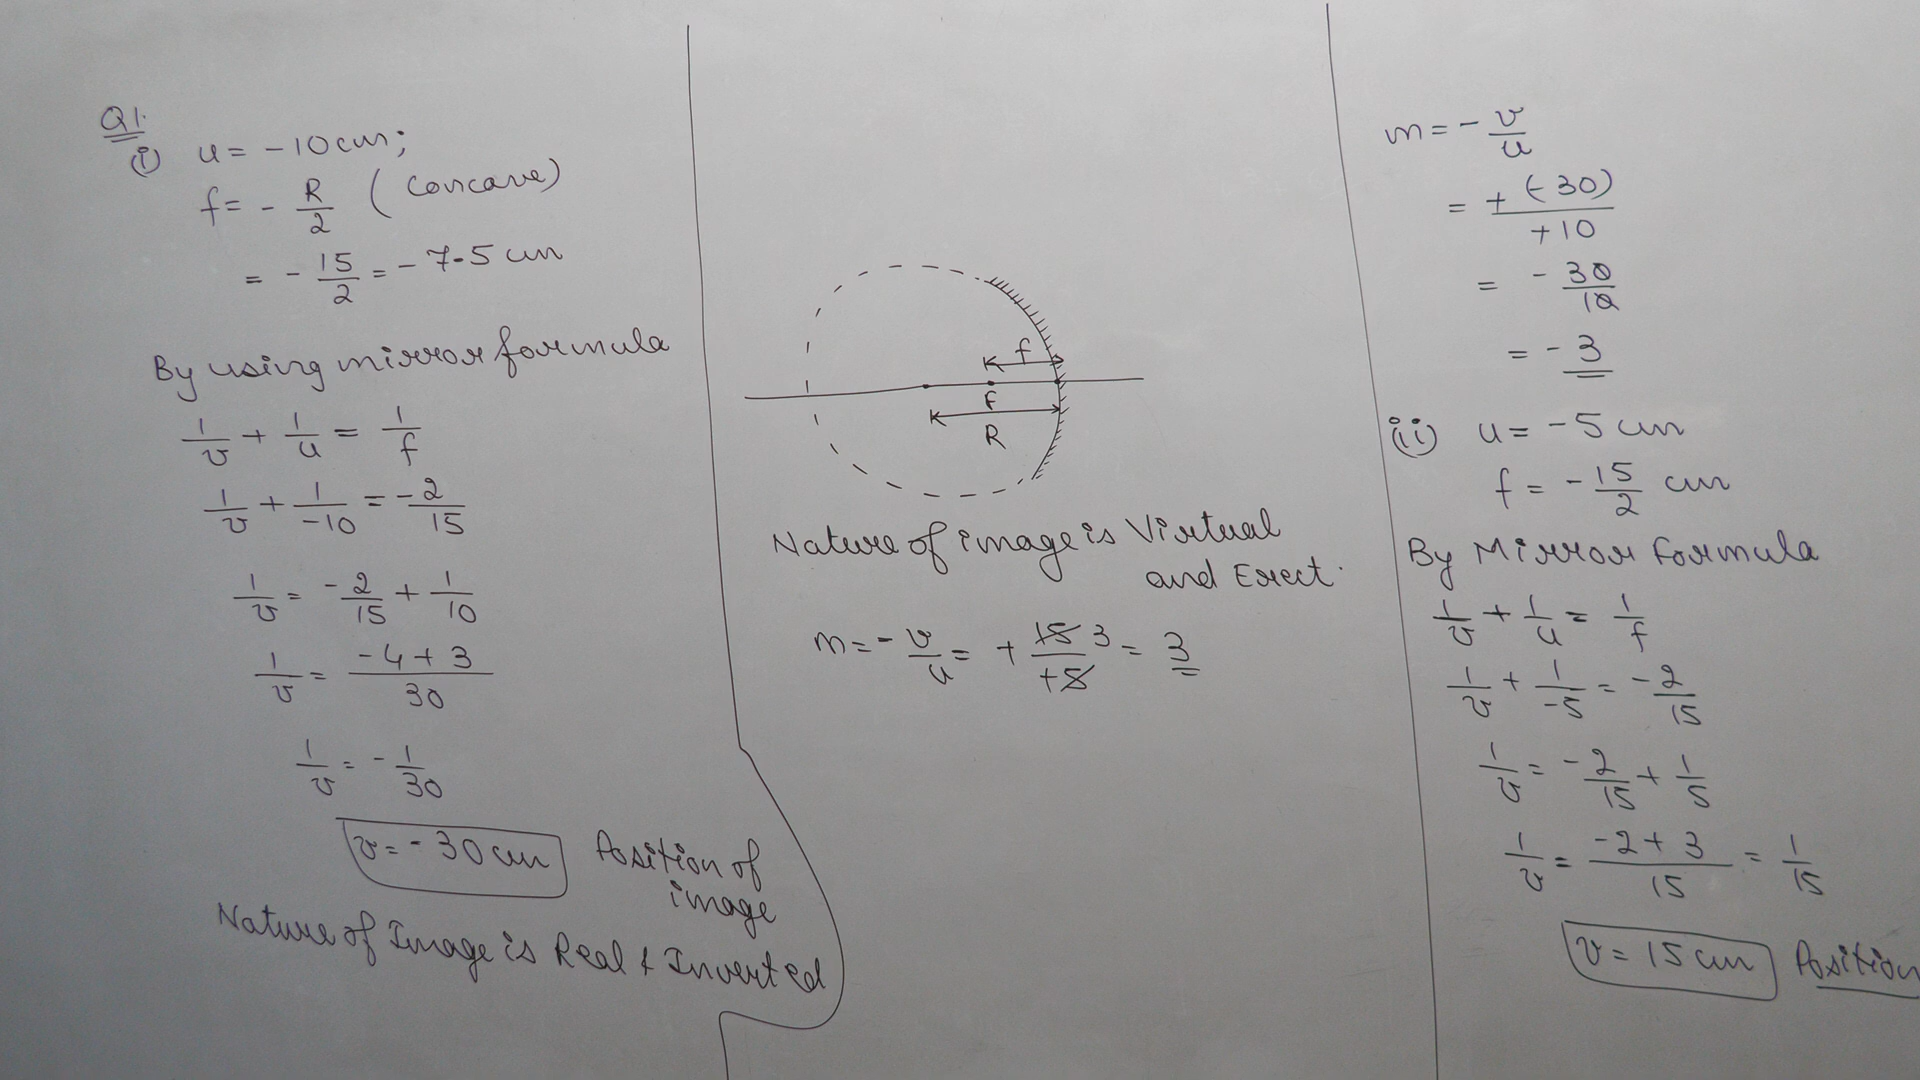 Q1.
(i) u = -10 cm;
f = - R/2 (Concave)
= - 15/2 = - 7.5 cm
By using mirror formula
1/v + 1/u = 1/f
1/v + 1/-10 = -2/15
1/v = -2/15 + 1/10
1/v = -4+3/30
1/v = - 1/30
v = - 30 cm Position of
image
Nature of Image is Real & Inverted
f
F
R
Nature of image is Virtual
and Erect.
m = - v/u = + 15/+5 3 = 3
m = - v/u
= + (-30)/+10
= - 30/10
= - 3
(ii) u = - 5 cm
f = - 15/2 cm
By Mirror Formula
1/v + 1/u = 1/f
1/v + 1/-5 = -2/15
1/v = -2/15 + 1/5
1/v = -2+3/15 = 1/15
v = 15 cm Position